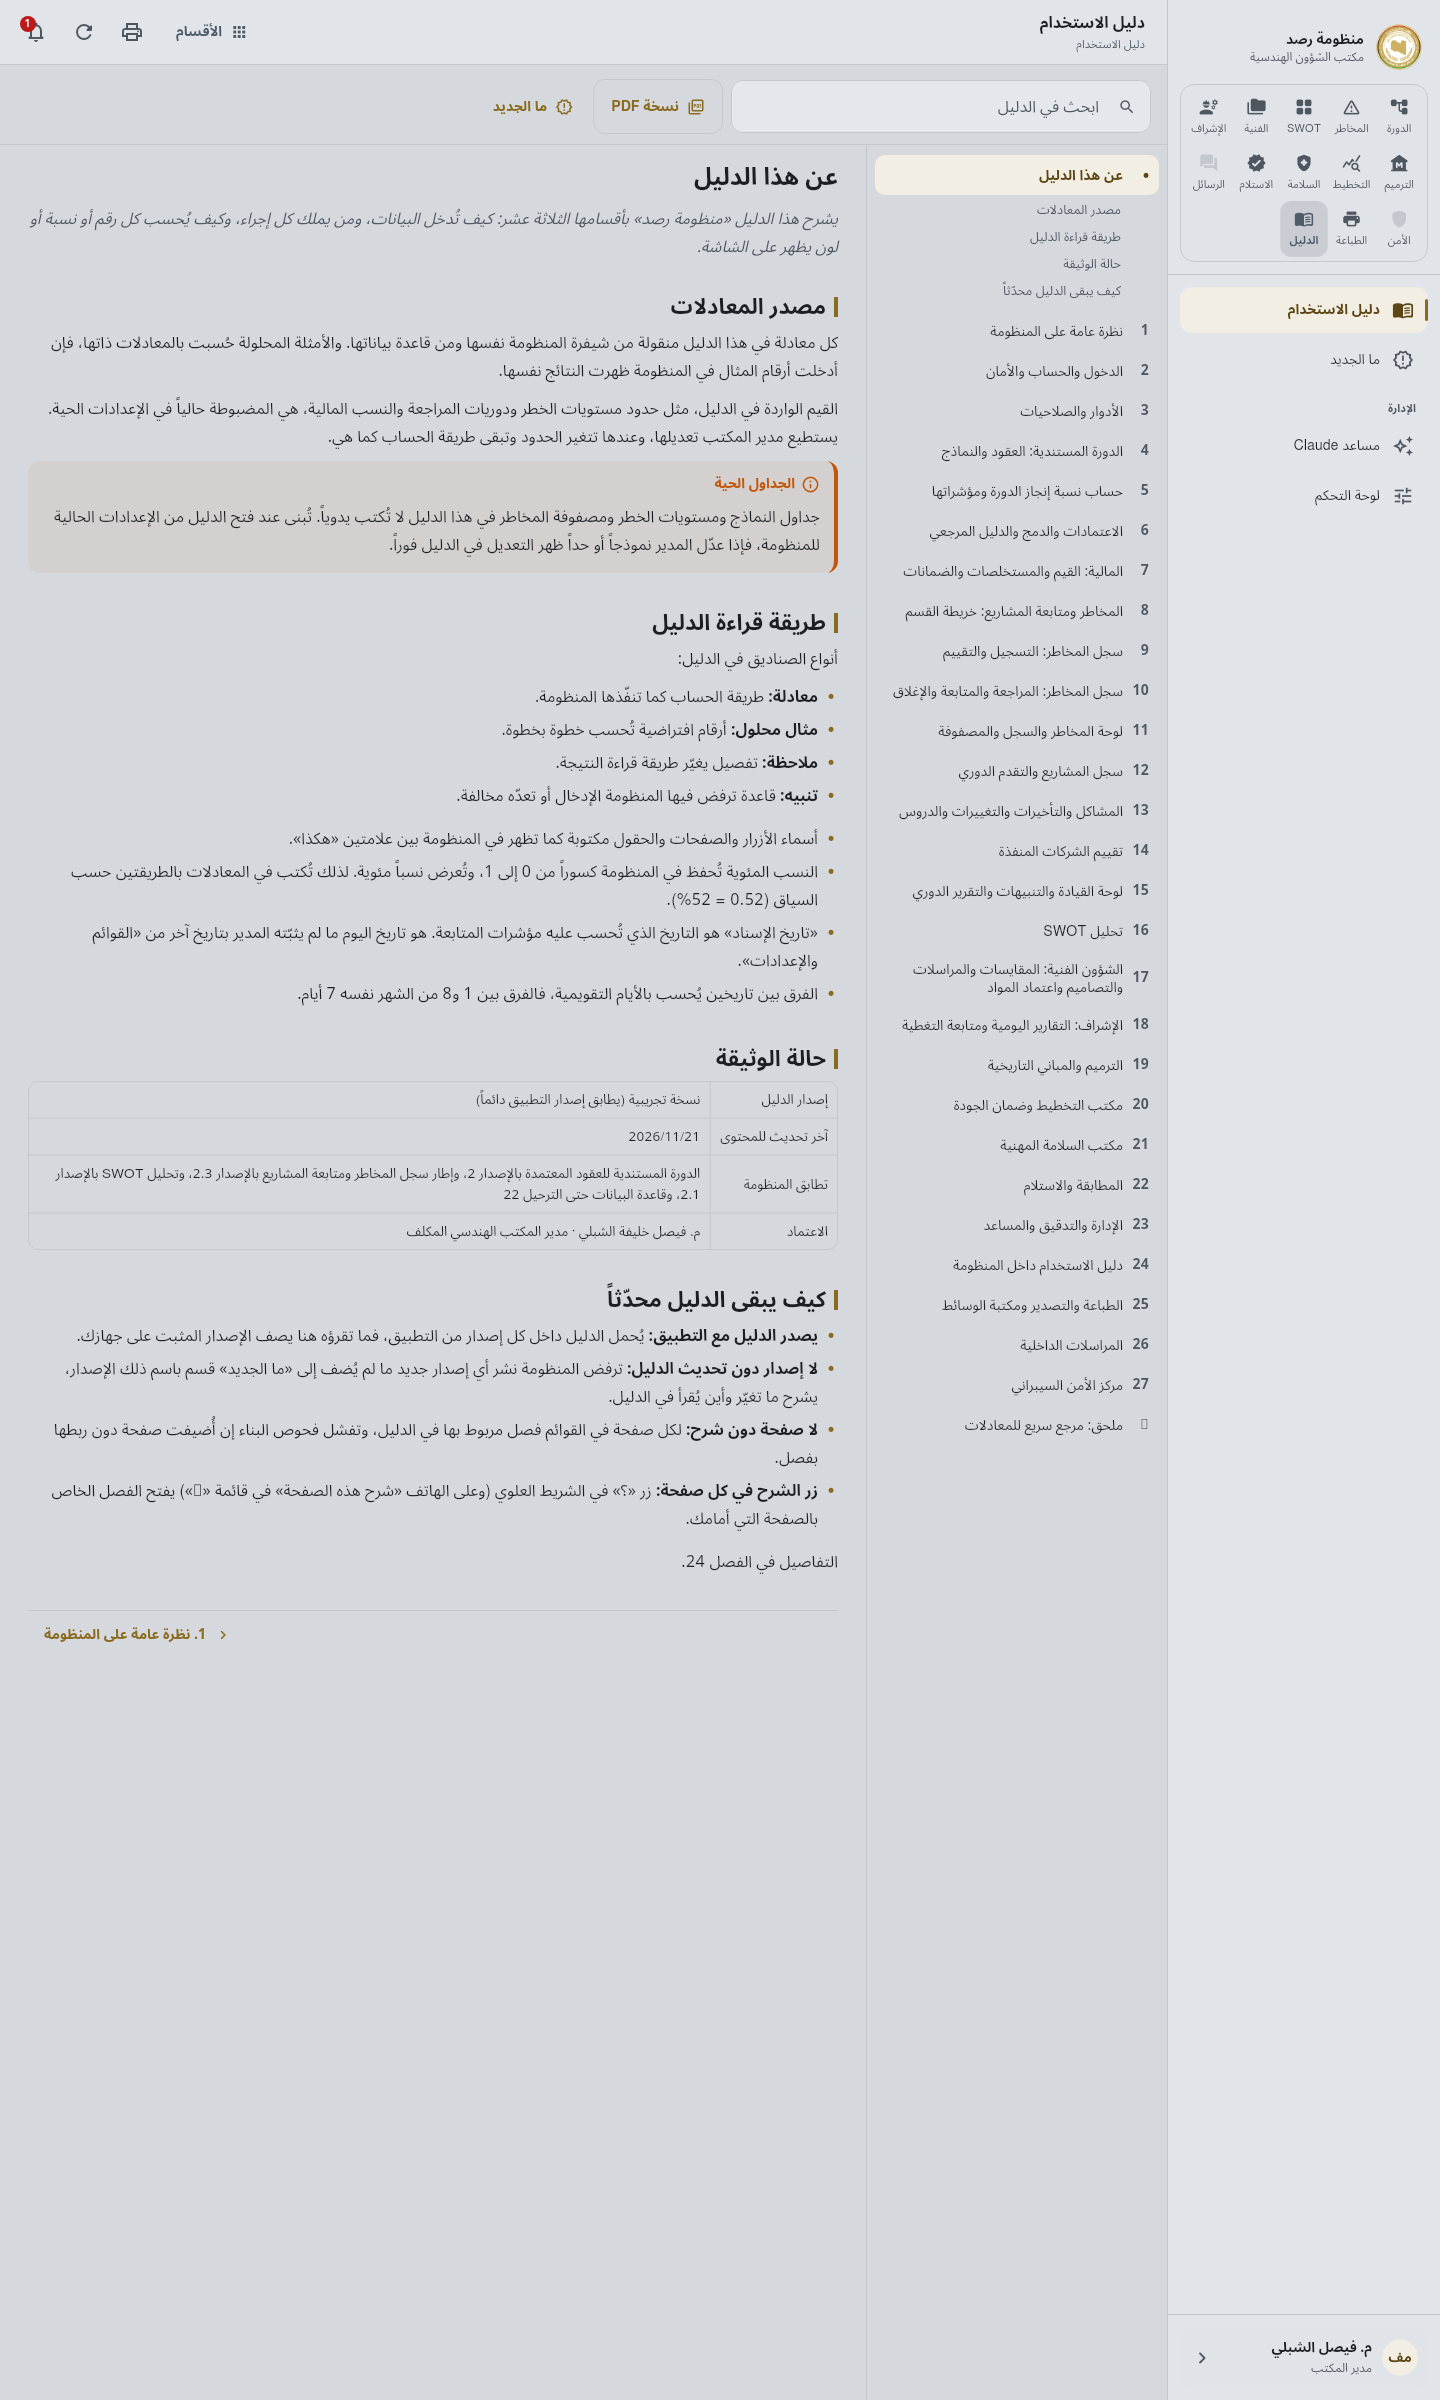 منظومة رصد
مكتب الشؤون الهندسية
الدورة
المخاطر
SWOT
الفنية
الإشراف
الترميم
التخطيط
السلامة
الاستلام
الرسائل
الأمن
الطباعة
الدليل
دليل الاستخدام
ما الجديد
الإدارة
مساعد Claude
لوحة التحكم
م. فيصل الشبلي
مدير المكتب
مف
دليل الاستخدام
دليل الاستخدام
الأقسام
1
ابحث في الدليل
نسخة PDF
ما الجديد
• عن هذا الدليل
مصدر المعادلات
طريقة قراءة الدليل
حالة الوثيقة
كيف يبقى الدليل محدّثاً
1 نظرة عامة على المنظومة
2 الدخول والحساب والأمان
3 الأدوار والصلاحيات
4 الدورة المستندية: العقود والنماذج
5 حساب نسبة إنجاز الدورة ومؤشراتها
6 الاعتمادات والدمج والدليل المرجعي
7 المالية: القيم والمستخلصات والضمانات
8 المخاطر ومتابعة المشاريع: خريطة القسم
9 سجل المخاطر: التسجيل والتقييم
10 سجل المخاطر: المراجعة والمتابعة والإغلاق
11 لوحة المخاطر والسجل والمصفوفة
12 سجل المشاريع والتقدم الدوري
13 المشاكل والتأخيرات والتغييرات والدروس
14 تقييم الشركات المنفذة
15 لوحة القيادة والتنبيهات والتقرير الدوري
16 تحليل SWOT
17 الشؤون الفنية: المقايسات والمراسلات
والتصاميم واعتماد المواد
18 الإشراف: التقارير اليومية ومتابعة التغطية
19 الترميم والمباني التاريخية
20 مكتب التخطيط وضمان الجودة
21 مكتب السلامة المهنية
22 المطابقة والاستلام
23 الإدارة والتدقيق والمساعد
24 دليل الاستخدام داخل المنظومة
25 الطباعة والتصدير ومكتبة الوسائط
26 المراسلات الداخلية
27 مركز الأمن السيبراني
ملحق: مرجع سريع للمعادلات
عن هذا الدليل
يشرح هذا الدليل «منظومة رصد» بأقسامها الثلاثة عشر: كيف تُدخل البيانات، ومن يملك كل إجراء، وكيف يُحسب كل رقم أو نسبة أو
لون يظهر على الشاشة.
مصدر المعادلات
كل معادلة في هذا الدليل منقولة من شيفرة المنظومة نفسها ومن قاعدة بياناتها. والأمثلة المحلولة حُسبت بالمعادلات ذاتها، فإن
أدخلت أرقام المثال في المنظومة ظهرت النتائج نفسها.
القيم الواردة في الدليل، مثل حدود مستويات الخطر ودوريات المراجعة والنسب المالية، هي المضبوطة حالياً في الإعدادات الحية.
يستطيع مدير المكتب تعديلها، وعندها تتغير الحدود وتبقى طريقة الحساب كما هي.
الجداول الحية
جداول النماذج ومستويات الخطر ومصفوفة المخاطر في هذا الدليل لا تُكتب يدوياً. تُبنى عند فتح الدليل من الإعدادات الحالية
للمنظومة، فإذا عدّل المدير نموذجاً أو حداً ظهر التعديل في الدليل فوراً.
طريقة قراءة الدليل
أنواع الصناديق في الدليل:
• معادلة: طريقة الحساب كما تنفّذها المنظومة.
• مثال محلول: أرقام افتراضية تُحسب خطوة بخطوة.
• ملاحظة: تفصيل يغيّر طريقة قراءة النتيجة.
• تنبيه: قاعدة ترفض فيها المنظومة الإدخال أو تعدّه مخالفة.
• أسماء الأزرار والصفحات والحقول مكتوبة كما تظهر في المنظومة بين علامتين «هكذا».
• النسب المئوية تُحفظ في المنظومة كسوراً من 0 إلى 1، وتُعرض نسباً مئوية. لذلك تُكتب في المعادلات بالطريقتين حسب
السياق (0.52 = 52%).
• «تاريخ الإسناد» هو التاريخ الذي تُحسب عليه مؤشرات المتابعة. هو تاريخ اليوم ما لم يثبّته المدير بتاريخ آخر من «القوائم
والإعدادات».
• الفرق بين تاريخين يُحسب بالأيام التقويمية، فالفرق بين 1 و8 من الشهر نفسه 7 أيام.
حالة الوثيقة
إصدار الدليل نسخة تجريبية (يطابق إصدار التطبيق دائماً)
آخر تحديث للمحتوى 2026/11/21
تطابق المنظومة الدورة المستندية للعقود المعتمدة بالإصدار 2، وإطار سجل المخاطر ومتابعة المشاريع بالإصدار 2.3، وتحليل SWOT بالإصدار
2.1، وقاعدة البيانات حتى الترحيل 22
الاعتماد م. فيصل خليفة الشبلي · مدير المكتب الهندسي المكلف
كيف يبقى الدليل محدّثاً
• يصدر الدليل مع التطبيق: يُحمل الدليل داخل كل إصدار من التطبيق، فما تقرؤه هنا يصف الإصدار المثبت على جهازك.
• لا إصدار دون تحديث الدليل: ترفض المنظومة نشر أي إصدار جديد ما لم يُضف إلى «ما الجديد» قسم باسم ذلك الإصدار،
يشرح ما تغيّر وأين يُقرأ في الدليل.
• لا صفحة دون شرح: لكل صفحة في القوائم فصل مربوط بها في الدليل، وتفشل فحوص البناء إن أُضيفت صفحة دون ربطها
بفصل.
• زر الشرح في كل صفحة: زر «؟» في الشريط العلوي (وعلى الهاتف «شرح هذه الصفحة» في قائمة «») يفتح الفصل الخاص
بالصفحة التي أمامك.
التفاصيل في الفصل 24.
1. نظرة عامة على المنظومة